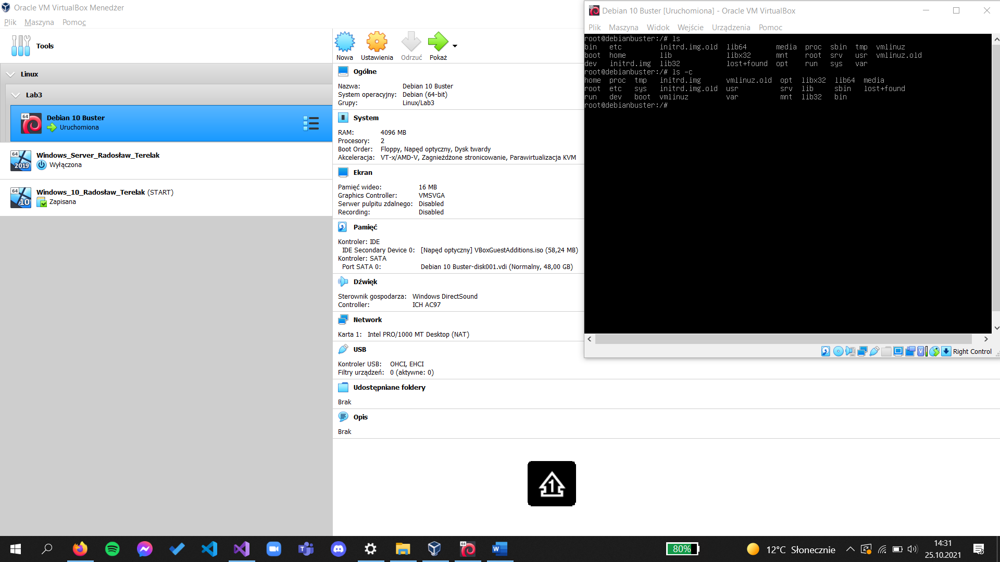 Oracle VM VirtualBox Menedżer
Plik Maszyna Pomoc
Tools
Linux
Lab3
64
Debian 10 Buster
Uruchomiona
64
2019
Windows_Server_Radosław_Terelak
Wyłączona
64
10
Windows_10_Radosław_Terelak (START)
Zapisana
Nowa Ustawienia Odrzuć Pokaż
Ogólne
Nazwa: Debian 10 Buster
System operacyjny: Debian (64-bit)
Grupy: Linux/Lab3
System
RAM: 4096 MB
Procesory: 2
Boot Order: Floppy, Napęd optyczny, Dysk twardy
Akceleracja: VT-x/AMD-V, Zagnieżdżone stronicowanie, Parawirtualizacja KVM
Ekran
Pamięć wideo: 16 MB
Graphics Controller: VMSVGA
Serwer pulpitu zdalnego: Disabled
Recording: Disabled
Pamięć
Kontroler: IDE
IDE Secondary Device 0: [Napęd optyczny] VBoxGuestAdditions.iso (58,24 MB)
Kontroler: SATA
Port SATA 0: Debian 10 Buster-disk001.vdi (Normalny, 48,00 GB)
Dźwięk
Sterownik gospodarza: Windows DirectSound
Controller: ICH AC97
Network
Karta 1: Intel PRO/1000 MT Desktop (NAT)
USB
Kontroler USB: OHCI, EHCI
Filtry urządzeń: 0 (aktywne: 0)
Udostępniane foldery
Brak
Opis
Brak
1
Debian 10 Buster [Uruchomiona] - Oracle VM VirtualBox
Plik Maszyna Widok Wejście Urządzenia Pomoc
root@debianbuster:/# ls
bin etc initrd.img.old lib64 media proc sbin tmp vmlinuz
boot home lib libx32 mnt root srv usr vmlinuz.old
dev initrd.img lib32 lost+found opt run sys var
root@debianbuster:/# ls -c
home proc tmp initrd.img vmlinuz.old opt libx32 lib64 media
root etc sys initrd.img.old usr srv lib sbin lost+found
run dev boot vmlinuz var mnt lib32 bin
root@debianbuster:/#
Right Control
80%
12°C Słonecznie
14:31
25.10.2021